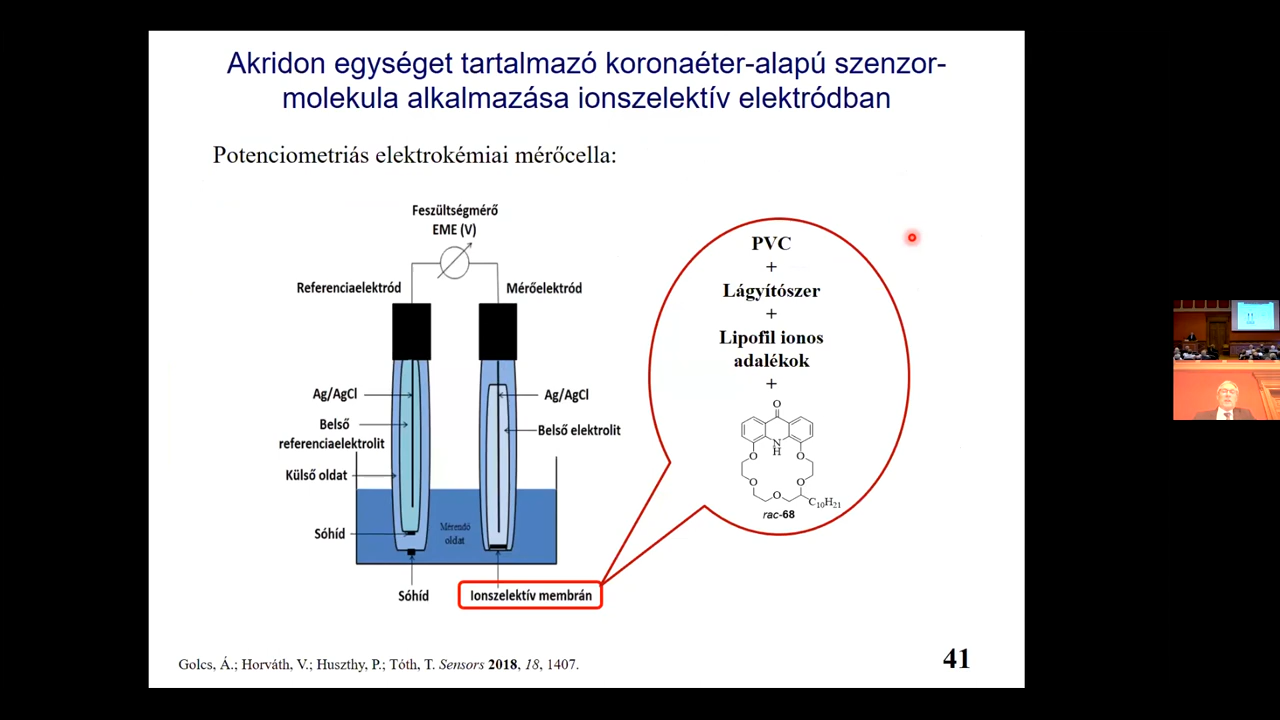 Akridon egységet tartalmazó koronaéter-alapú szenzor-
molekula alkalmazása ionszelektív elektródban
Potenciometriás elektrokémiai mérőcella:
Feszültségmérő
EME (V)
Referenciaelektród
Mérőelektród
Ag/AgCl
Ag/AgCl
Belső
referenciaelektrolit
Belső elektrolit
Külső oldat
Mérendő
oldat
Sóhíd
Sóhíd
Ionszelektív membrán
PVC
+
Lágyítószer
+
Lipofil ionos
adalékok
+
O
N
H
O
O
O
O
O
C10H21
rac-68
Golcs, Á.; Horváth, V.; Huszthy, P.; Tóth, T. Sensors 2018, 18, 1407.
41